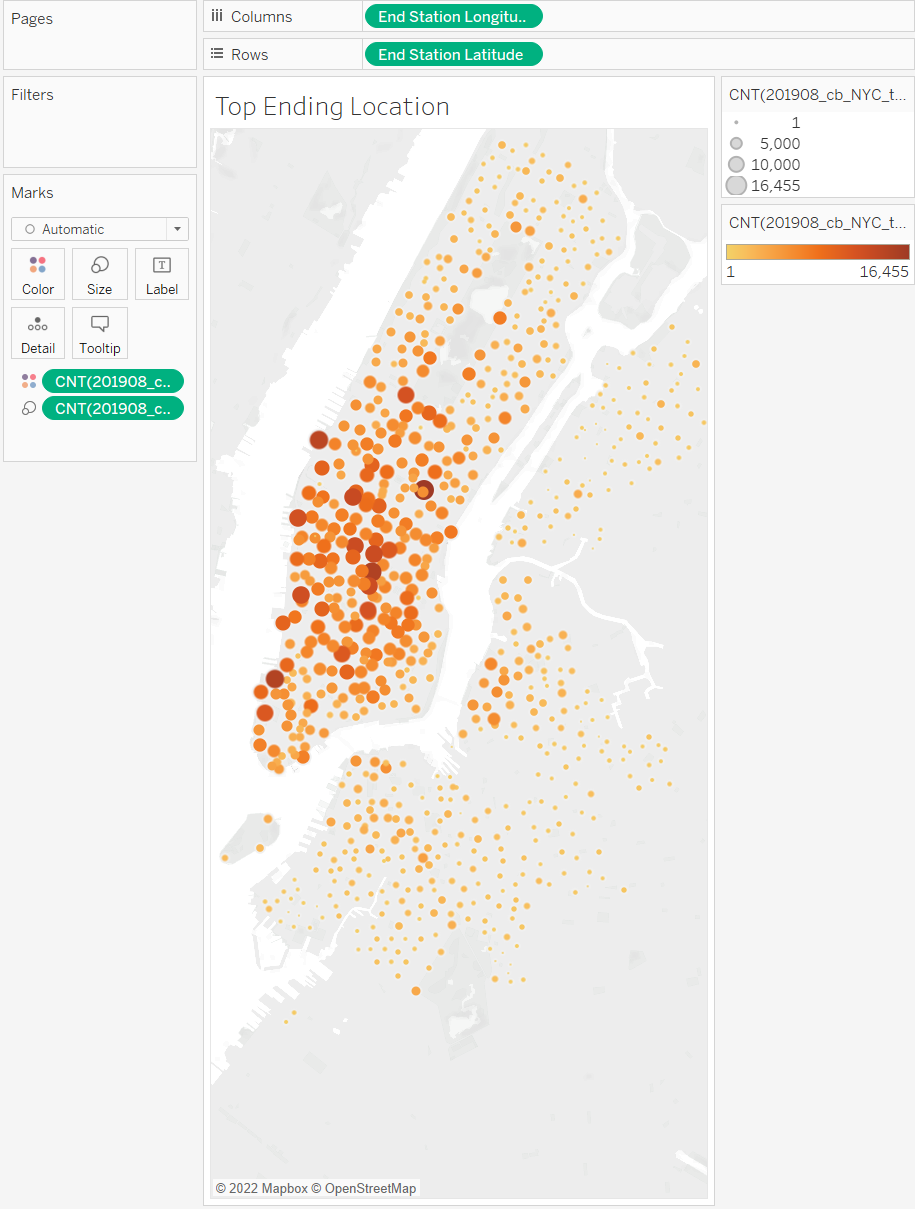 Pages
Columns
End Station Longitu..
Rows
End Station Latitude
Filters
Marks
Automatic
Color
Size
Label
T
Detail
Tooltip
CNT(201908_c..
CNT(201908_c..
Top Ending Location
© 2022 Mapbox © OpenStreetMap
CNT(201908_cb_NYC_t...
1
5,000
10,000
16,455
CNT(201908_cb_NYC_t...
1
16,455